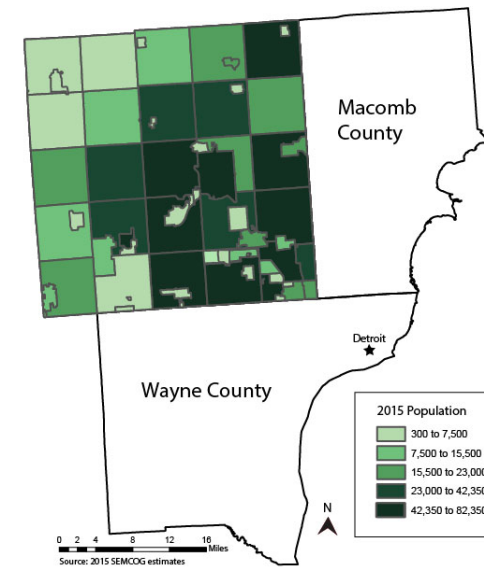 Macomb
County
Detroit
Wayne County
2015 Population
300 to 7,500
7,500 to 15,500
15,500 to 23,000
23,000 to 42,350
42,350 to 82,350
N
0 2 4 8 12 16
Miles
Source: 2015 SEMCOG estimates